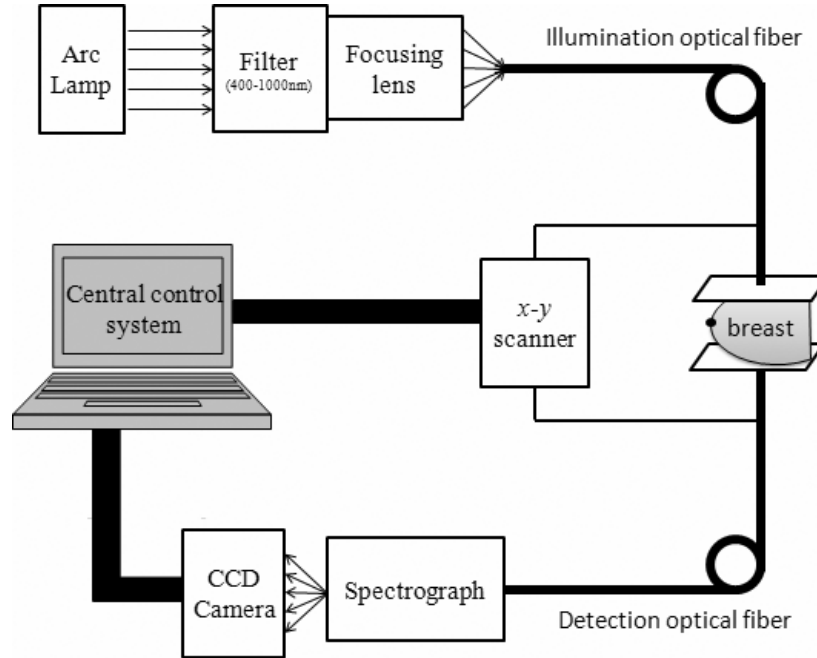 Arc
Lamp
Filter
(400-1000nm)
Focusing
lens
Illumination optical fiber
Central control
system
x-y
scanner
breast
CCD
Camera
Spectrograph
Detection optical fiber